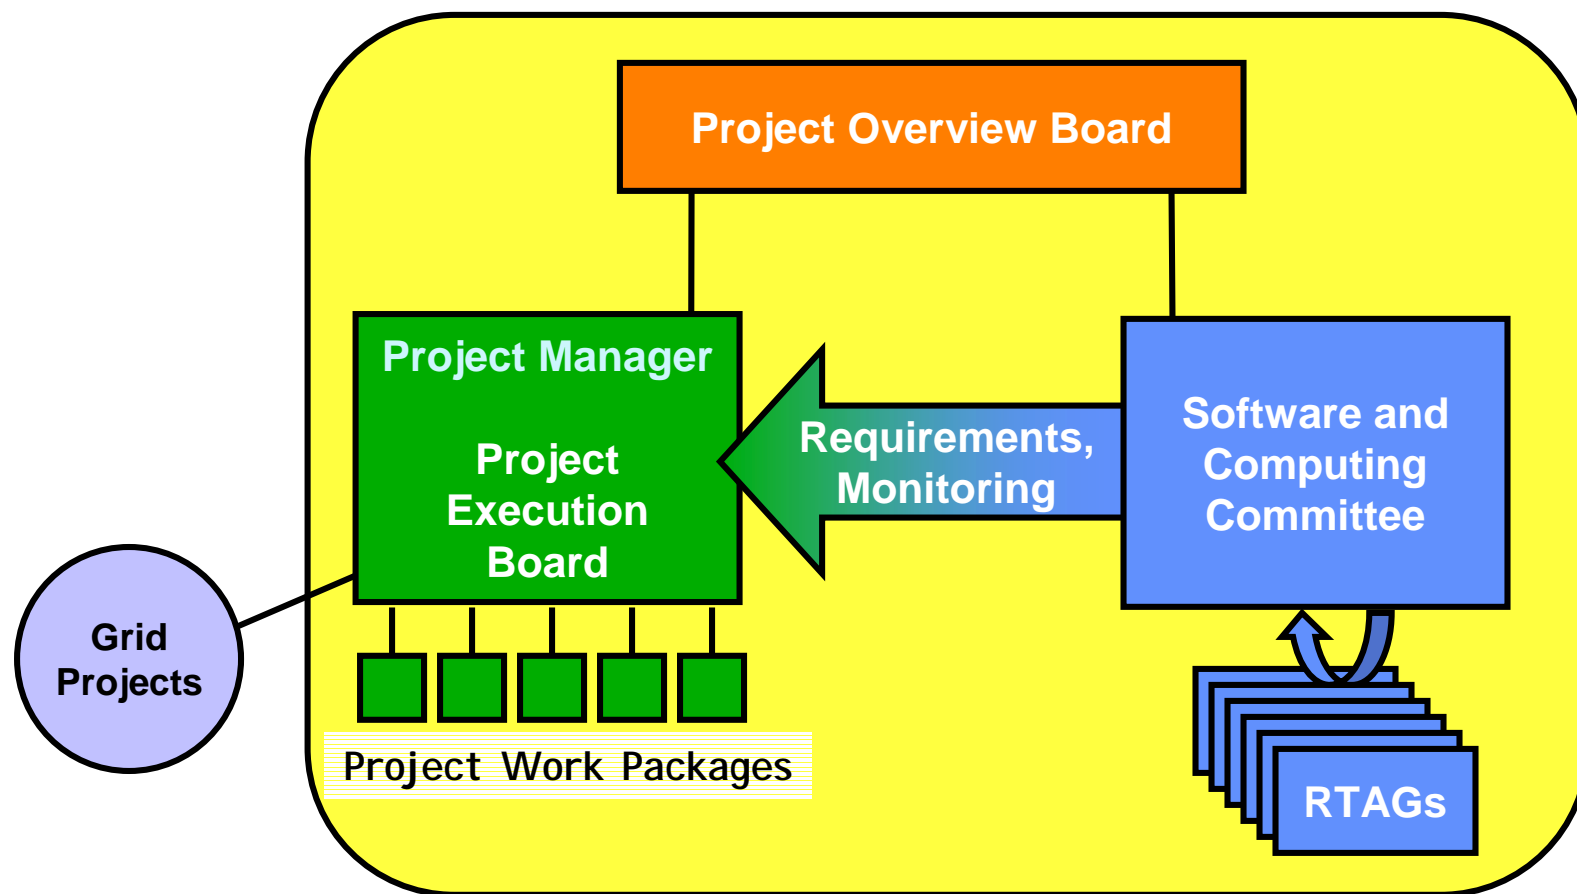 Project Overview Board
Project Manager
Project
Execution
Board
Requirements,
Monitoring
Software and
Computing
Committee
Grid
Projects
Project Work Packages
RTAGs